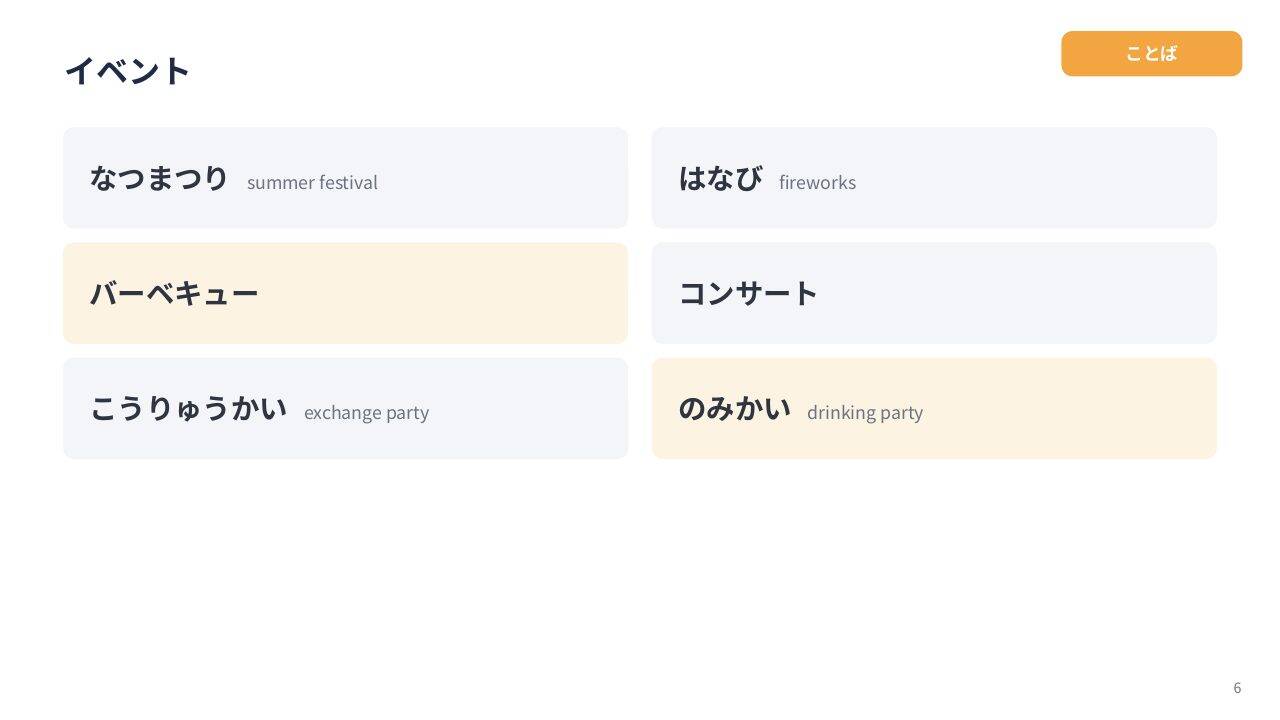 イベント
ことば
なつまつり summer festival
はなび fireworks
バーベキュー
コンサート
こうりゅうかい exchange party
のみかい drinking party
6